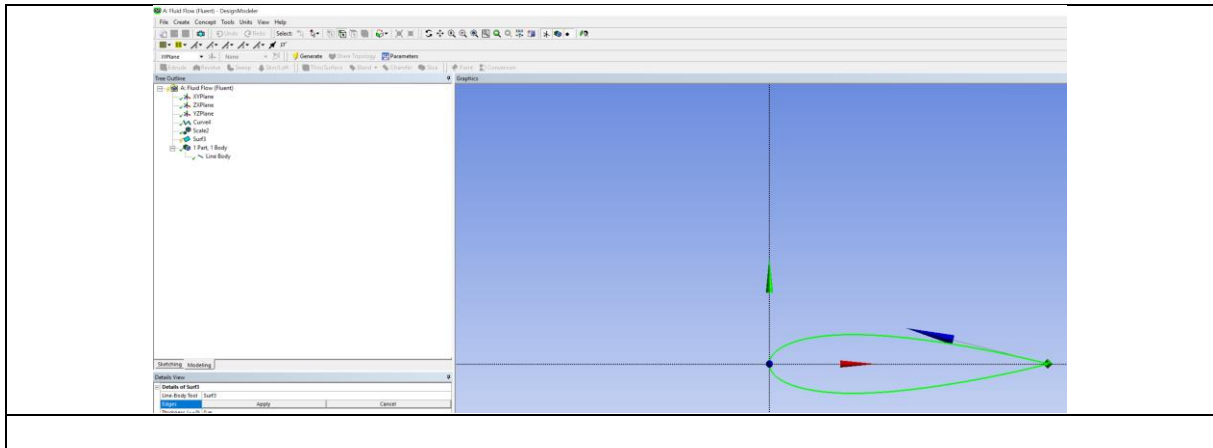 A: Fluid Flow (Fluent) - DesignModeler
File Create Concept Tools Units View Help
Undo Redo Select:
XYPlane None Generate Share Topology Parameters
Extrude Revolve Sweep Skin/Loft Thin/Surface Blend Chamfer Slice Point Conversion
Tree Outline Graphics
A: Fluid Flow (Fluent)
XYPlane
ZXPlane
YZPlane
Scale2
Surf3
1 Part, 1 Body
Line Body
Sketching Modeling
Details View
Details of Surf3
Line-Body Tool Surf3
Edges Apply Cancel